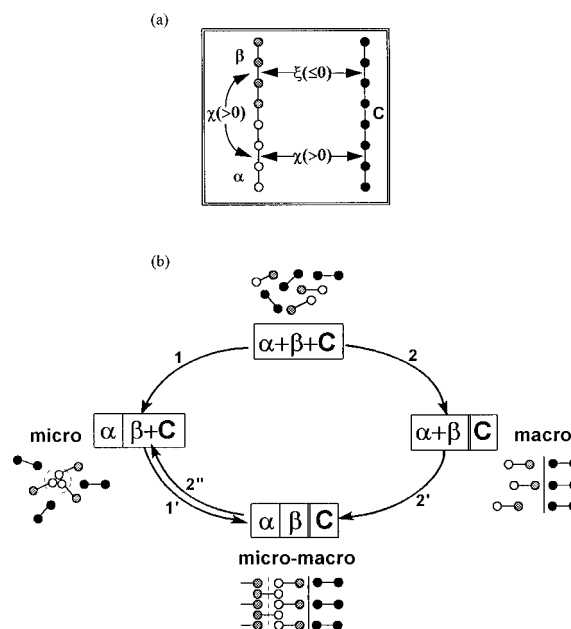 (a)
β
ξ(≤0)
χ(>0)
C
χ(>0)
α
(b)
α+β+C
1
2
micro
α β+C
α+β C
macro
2''
1'
2'
α β C
micro-macro